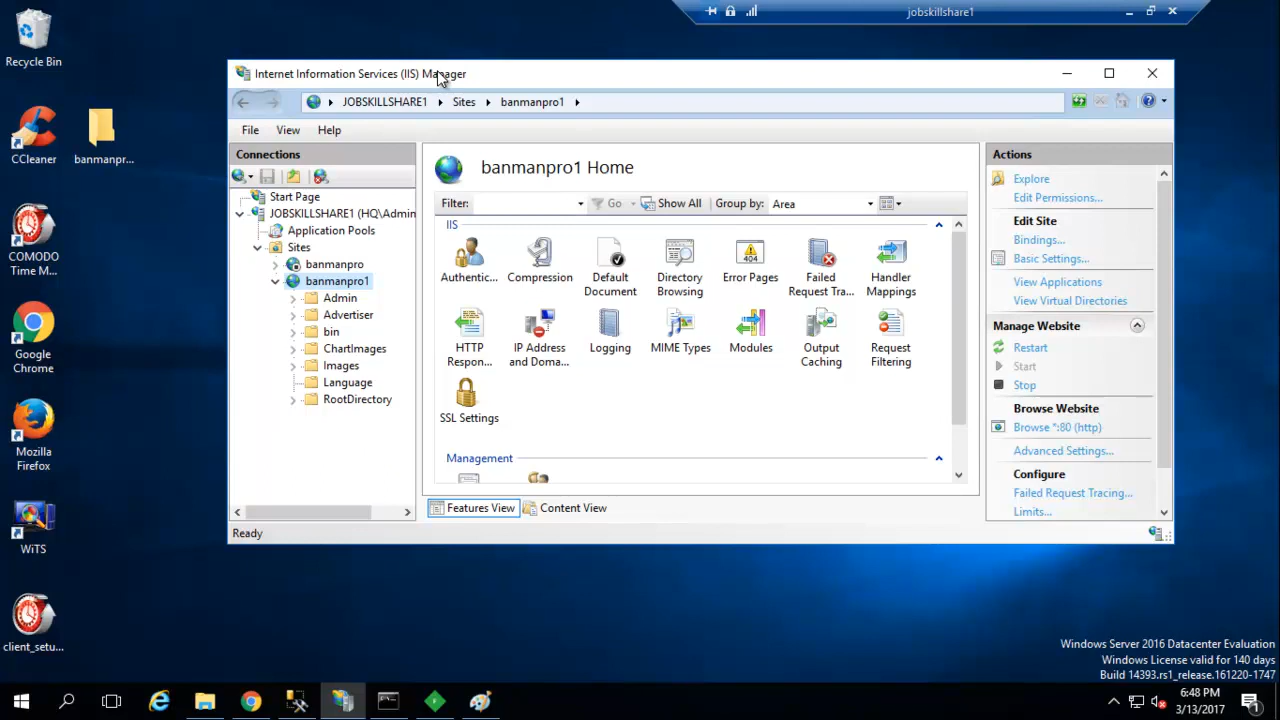 jobskillshare1
Recycle Bin
CCleaner
banmanpr...
COMODO
Time M...
Google
Chrome
Mozilla
Firefox
WiTS
client_setu...
Internet Information Services (IIS) Manager
JOBSKILLSHARE1
Sites
banmanpro1
File
View
Help
Connections
Start Page
JOBSKILLSHARE1 (HQ\Admin
Application Pools
Sites
banmanpro
banmanpro1
Admin
Advertiser
bin
ChartImages
Images
Language
RootDirectory
banmanpro1 Home
Filter:
Go
Show All
Group by:
Area
IIS
Authentic...
Compression
Default
Document
Directory
Browsing
Error Pages
Failed
Request Tra...
Handler
Mappings
HTTP
Respon...
IP Address
and Doma...
Logging
MIME Types
Modules
Output
Caching
Request
Filtering
SSL Settings
Management
Features View
Content View
Actions
Explore
Edit Permissions...
Edit Site
Bindings...
Basic Settings...
View Applications
View Virtual Directories
Manage Website
Restart
Start
Stop
Browse Website
Browse *:80 (http)
Advanced Settings...
Configure
Failed Request Tracing...
Limits...
Ready
Windows Server 2016 Datacenter Evaluation
Windows License valid for 140 days
Build 14393.rs1_release.161220-1747
6:48 PM
3/13/2017
1
404